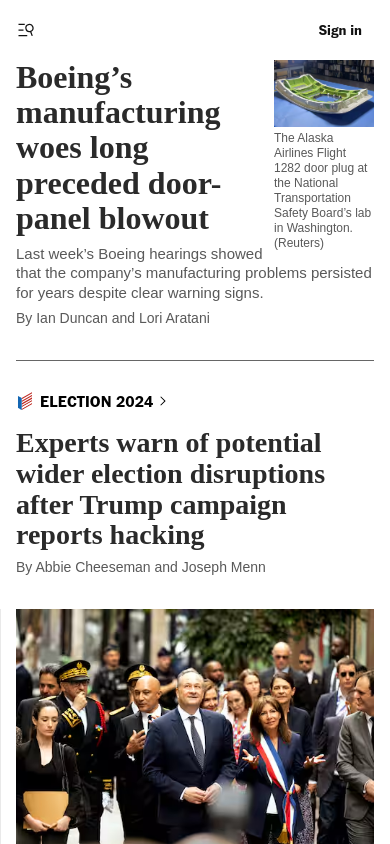 Sign in
Boeing’s
manufacturing
woes long
preceded door-
panel blowout
The Alaska
Airlines Flight
1282 door plug at
the National
Transportation
Safety Board’s lab
in Washington.
(Reuters)
Last week’s Boeing hearings showed
that the company’s manufacturing problems persisted
for years despite clear warning signs.
By Ian Duncan and Lori Aratani
ELECTION 2024
Experts warn of potential
wider election disruptions
after Trump campaign
reports hacking
By Abbie Cheeseman and Joseph Menn